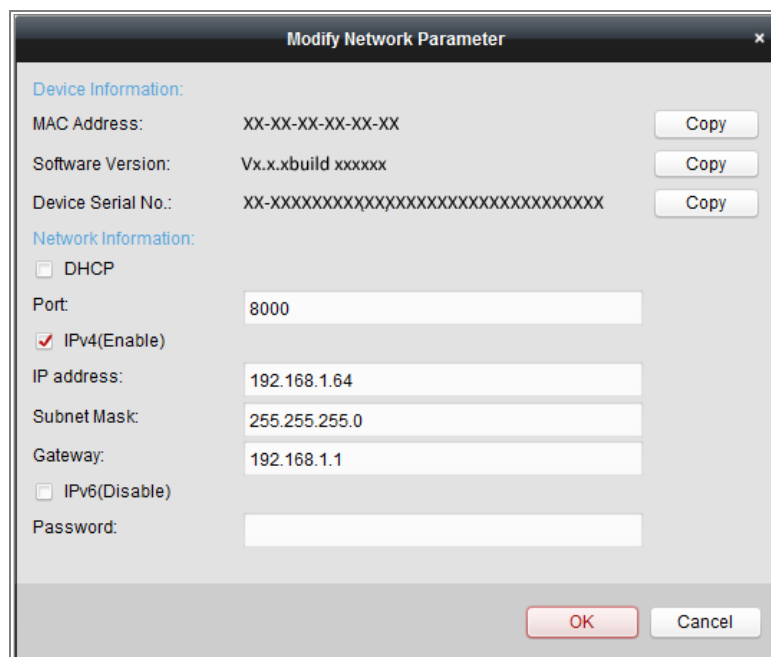 Modify Network Parameter ×
Device Information:
MAC Address: XX-XX-XX-XX-XX-XX Copy
Software Version: Vx.x.xbuild xxxxxx Copy
Device Serial No.: XX-XXXXXXXXXXXXXXXXXXXXXXXXXXXXXXXX Copy
Network Information:
DHCP
Port: 8000
IPv4(Enable)
IP address: 192.168.1.64
Subnet Mask: 255.255.255.0
Gateway: 192.168.1.1
IPv6(Disable)
Password:
OK Cancel